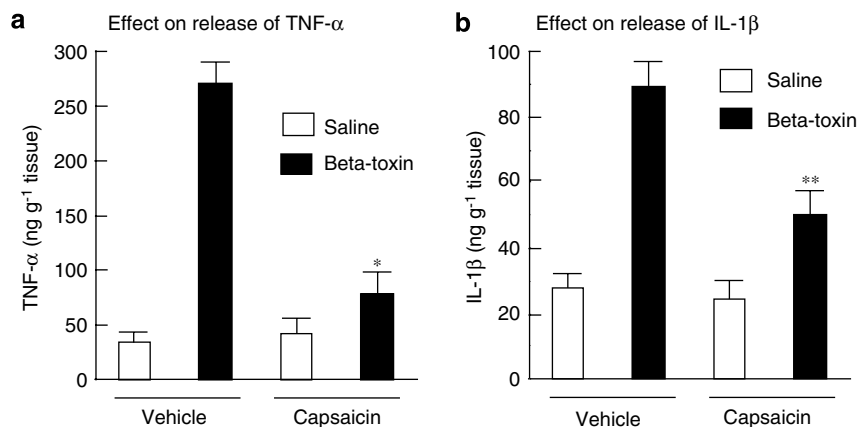 a Effect on release of TNF-α
300
250
200
150
100
50
0
TNF-α (ng g⁻¹ tissue)
Saline
Beta-toxin
*
Vehicle Capsaicin
b Effect on release of IL-1β
100
80
60
40
20
0
IL-1β (ng g⁻¹ tissue)
Saline
Beta-toxin
**
Vehicle Capsaicin